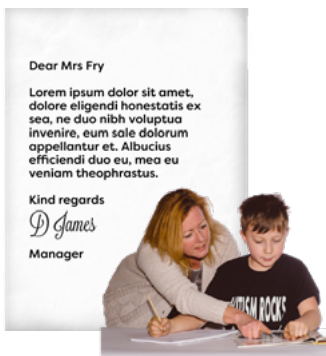 Dear Mrs Fry
Lorem ipsum dolor sit amet,
dolore eligendi honestatis ex
sea, ne duo nibh voluptua
invenire, eum sale dolorum
appellantur et. Albucius
efficiendi duo eu, mea eu
veniam theophrastus.
Kind regards
D James
Manager
UTISM ROCKS